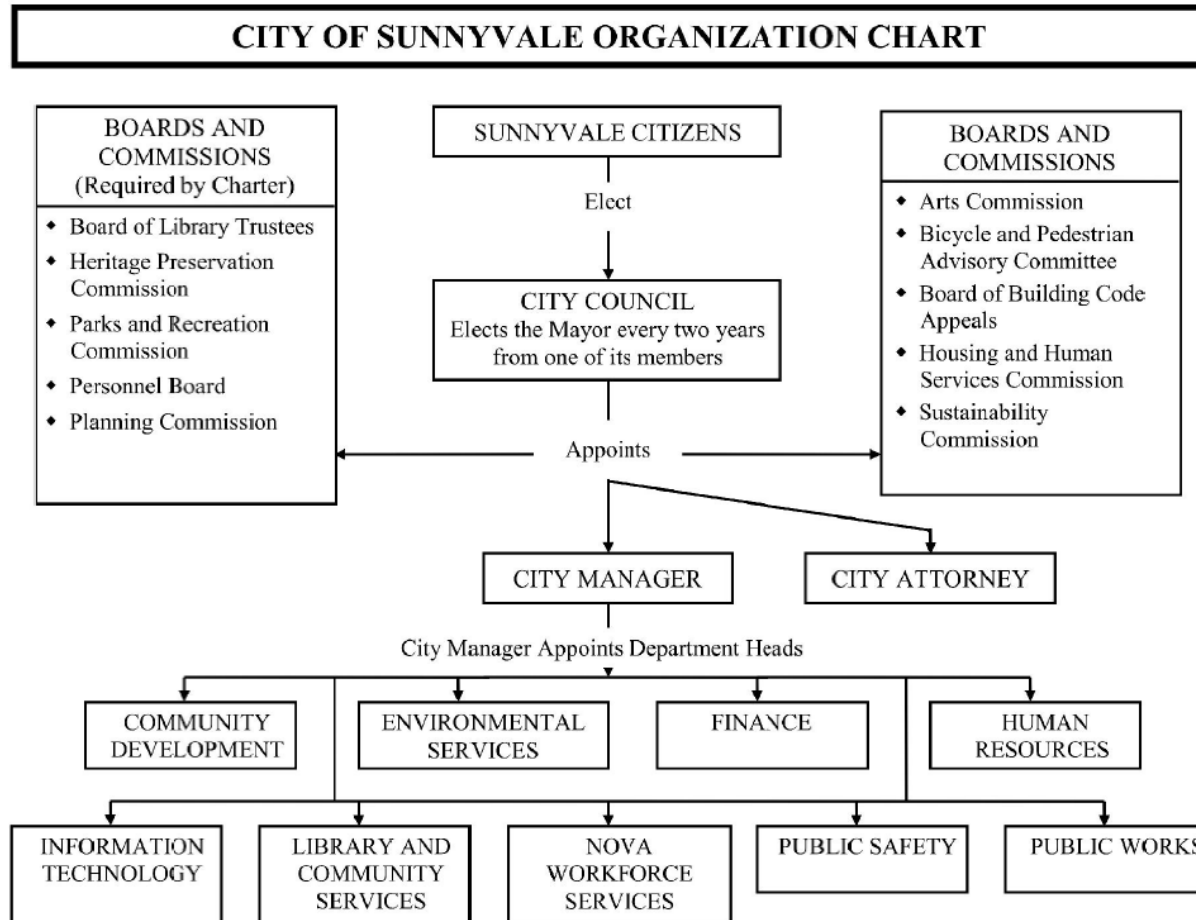 CITY OF SUNNYVALE ORGANIZATION CHART
BOARDS AND
COMMISSIONS
(Required by Charter)
◆ Board of Library Trustees
◆ Heritage Preservation
Commission
◆ Parks and Recreation
Commission
◆ Personnel Board
◆ Planning Commission
SUNNYVALE CITIZENS
Elect
CITY COUNCIL
Elects the Mayor every two years
from one of its members
Appoints
BOARDS AND
COMMISSIONS
◆ Arts Commission
◆ Bicycle and Pedestrian
Advisory Committee
◆ Board of Building Code
Appeals
◆ Housing and Human
Services Commission
◆ Sustainability
Commission
CITY MANAGER
CITY ATTORNEY
City Manager Appoints Department Heads
COMMUNITY
DEVELOPMENT
ENVIRONMENTAL
SERVICES
FINANCE
HUMAN
RESOURCES
INFORMATION
TECHNOLOGY
LIBRARY AND
COMMUNITY
SERVICES
NOVA
WORKFORCE
SERVICES
PUBLIC SAFETY
PUBLIC WORKS